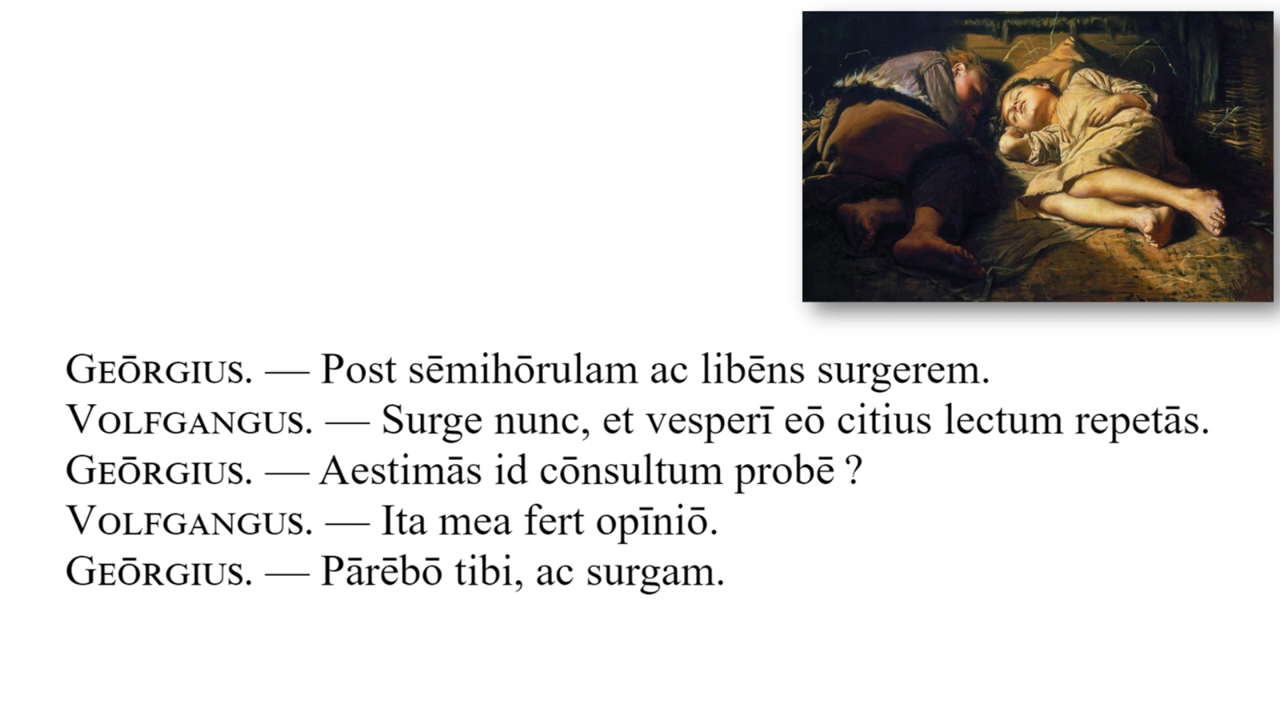 GEŌRGIUS. — Post sēmihōrulam ac libēns surgerem.
VOLFGANGUS. — Surge nunc, et vesperī eō citius lectum repetās.
GEŌRGIUS. — Aestimās id cōnsultum probē ?
VOLFGANGUS. — Ita mea fert opīniō.
GEŌRGIUS. — Pārēbō tibi, ac surgam.